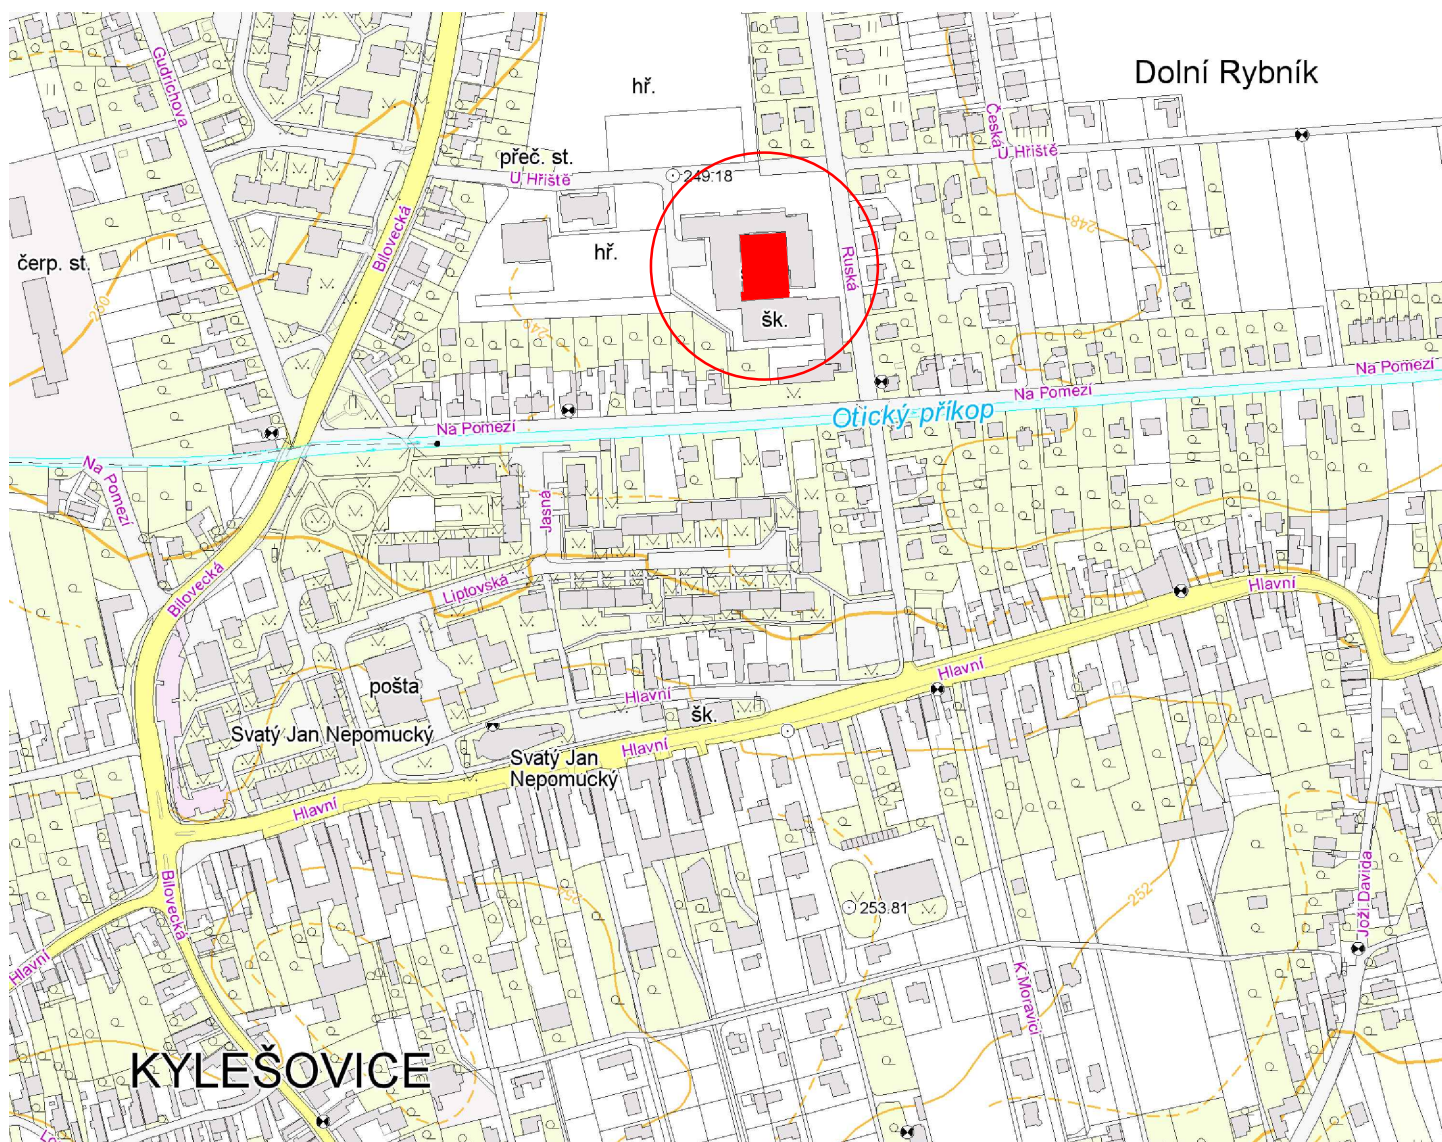 Dolní Rybník
hř.
Gudrichova
Česká
U Hřiště
přeč. st.
U Hřiště
249.18
248
Bílovecká
hř.
Ruská
čerp. st.
250
šk.
249
Na Pomezí
Na Pomezí
Otický příkop
Na Pomezí
Na Pomezí
Jasná
Bílovecká
Liptovská
Hlavní
Hlavní
pošta
Hlavní
šk.
Svatý Jan Nepomucký
Hlavní
Svatý Jan
Nepomucký
Hlavní
Bílovecká
252
253.81
Joži Davida
Hlavní
K Moravici
KYLEŠOVICE